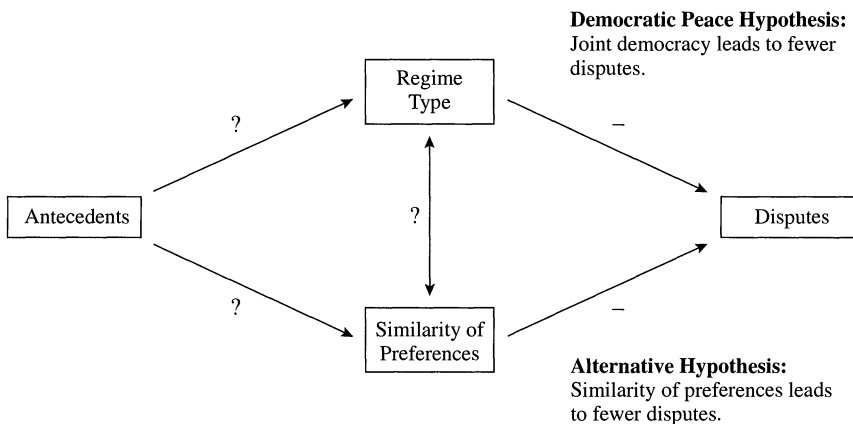 Democratic Peace Hypothesis:
Joint democracy leads to fewer
disputes.
Regime
Type
?
–
Antecedents
?
Disputes
?
–
Similarity of
Preferences
Alternative Hypothesis:
Similarity of preferences leads
to fewer disputes.